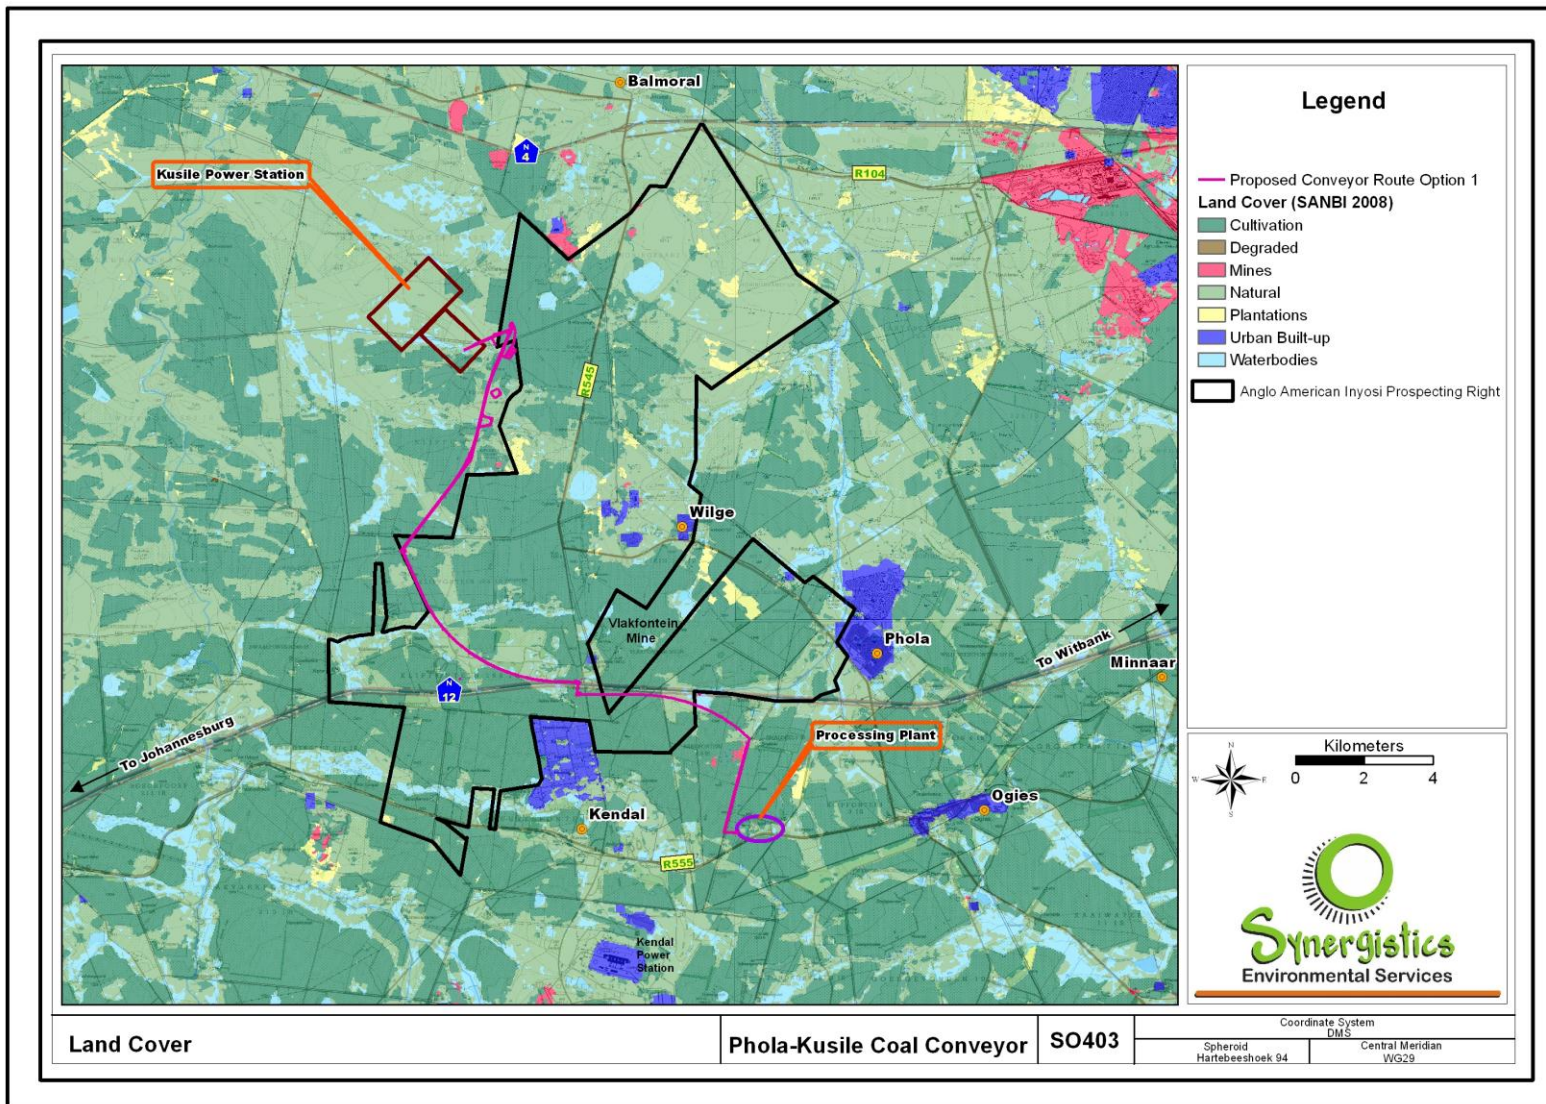 Balmoral
N
4
Kusile Power Station
R104
R545
Wilge
Vlakfontein
Mine
Phola
To Witbank
Minnaar
N
12
To Johannesburg
Processing Plant
Ogies
Kendal
R555
Kendal
Power
Station
Legend
Proposed Conveyor Route Option 1
Land Cover (SANBI 2008)
Cultivation
Degraded
Mines
Natural
Plantations
Urban Built-up
Waterbodies
Anglo American Inyosi Prospecting Right
N
W
E
S
Kilometers
0 2 4
Synergistics
Environmental Services
Land Cover
Phola-Kusile Coal Conveyor
SO403
Coordinate System
DMS
Spheroid
Hartebeeshoek 94
Central Meridian
WG29